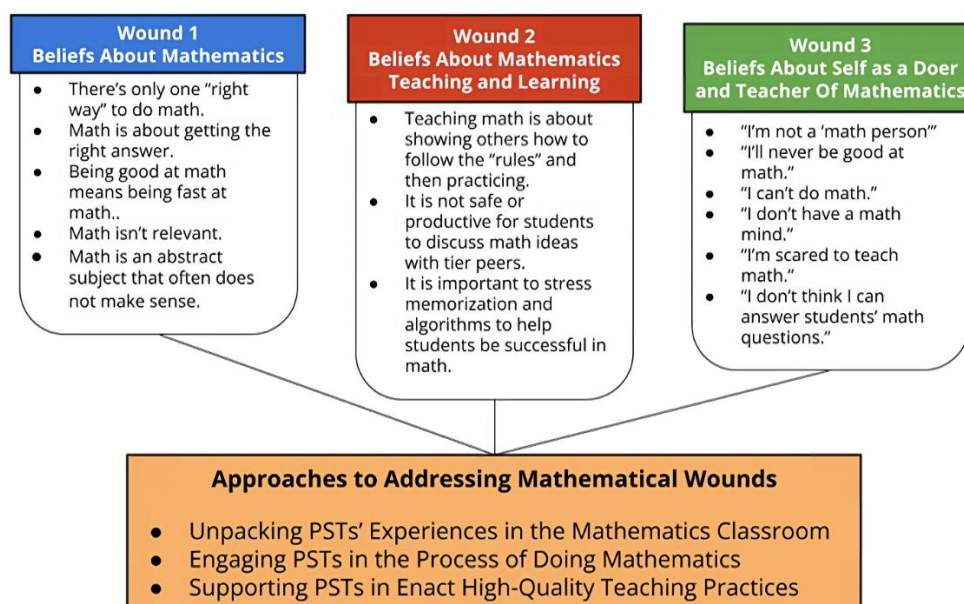 Wound 1
Beliefs About Mathematics
● There's only one “right
way” to do math.
● Math is about getting the
right answer.
● Being good at math
means being fast at
math..
● Math isn't relevant.
● Math is an abstract
subject that often does
not make sense.
Wound 2
Beliefs About Mathematics
Teaching and Learning
● Teaching math is about
showing others how to
follow the “rules” and
then practicing.
● It is not safe or
productive for students
to discuss math ideas
with tier peers.
● It is important to stress
memorization and
algorithms to help
students be successful in
math.
Wound 3
Beliefs About Self as a Doer
and Teacher Of Mathematics
● “I'm not a ‘math person’”
● “I'll never be good at
math.”
● “I can't do math.”
● “I don't have a math
mind.”
● “I'm scared to teach
math.”
● “I don't think I can
answer students' math
questions.”
Approaches to Addressing Mathematical Wounds
● Unpacking PSTs' Experiences in the Mathematics Classroom
● Engaging PSTs in the Process of Doing Mathematics
● Supporting PSTs in Enact High-Quality Teaching Practices